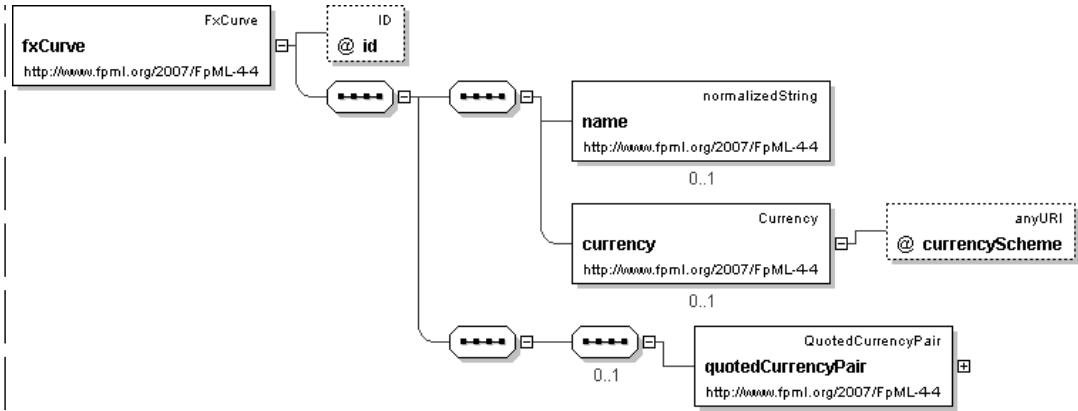 FxCurve
fxCurve
http://www.fpml.org/2007/FpML-4-4
ID
@ id
normalizedString
name
http://www.fpml.org/2007/FpML-4-4
0..1
Currency
currency
http://www.fpml.org/2007/FpML-4-4
0..1
anyURI
@ currencyScheme
0..1
QuotedCurrencyPair
quotedCurrencyPair
http://www.fpml.org/2007/FpML-4-4